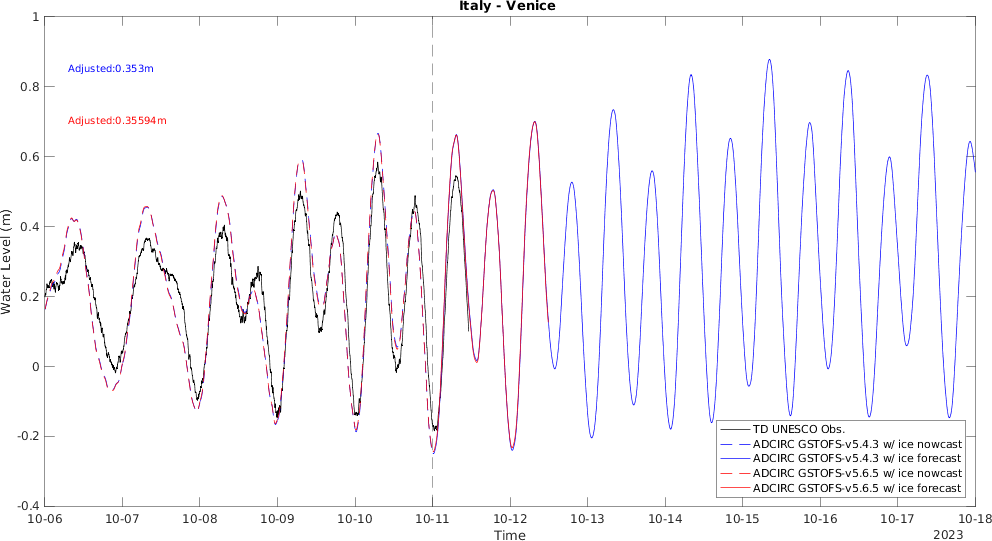 Italy - Venice
Adjusted:0.353m
Adjusted:0.35594m
Water Level (m)
1
0.8
0.6
0.4
0.2
0
-0.2
-0.4
TD UNESCO Obs.
ADCIRC GSTOFS-v5.4.3 w/ ice nowcast
ADCIRC GSTOFS-v5.4.3 w/ ice forecast
ADCIRC GSTOFS-v5.6.5 w/ ice nowcast
ADCIRC GSTOFS-v5.6.5 w/ ice forecast
10-06 10-07 10-08 10-09 10-10 10-11 10-12 10-13 10-14 10-15 10-16 10-17 10-18
Time
2023